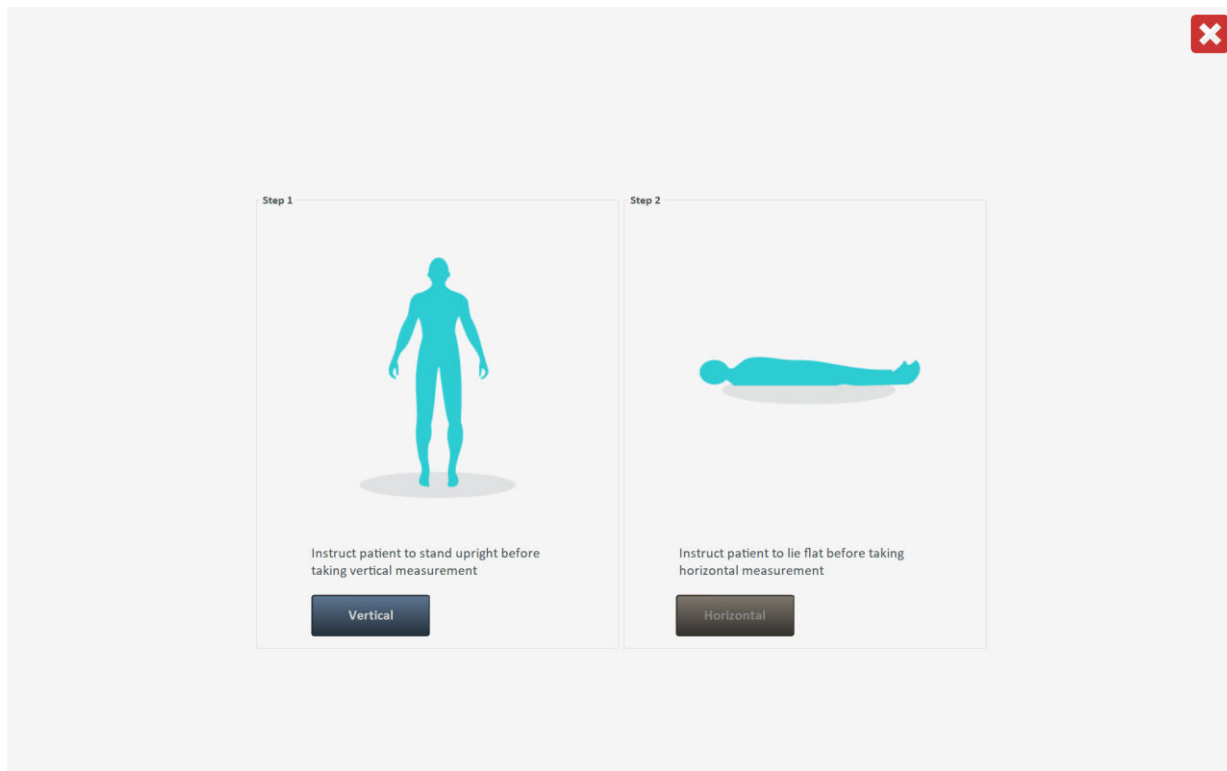 Step 1
Instruct patient to stand upright before
taking vertical measurement
Vertical
Step 2
Instruct patient to lie flat before taking
horizontal measurement
Horizontal